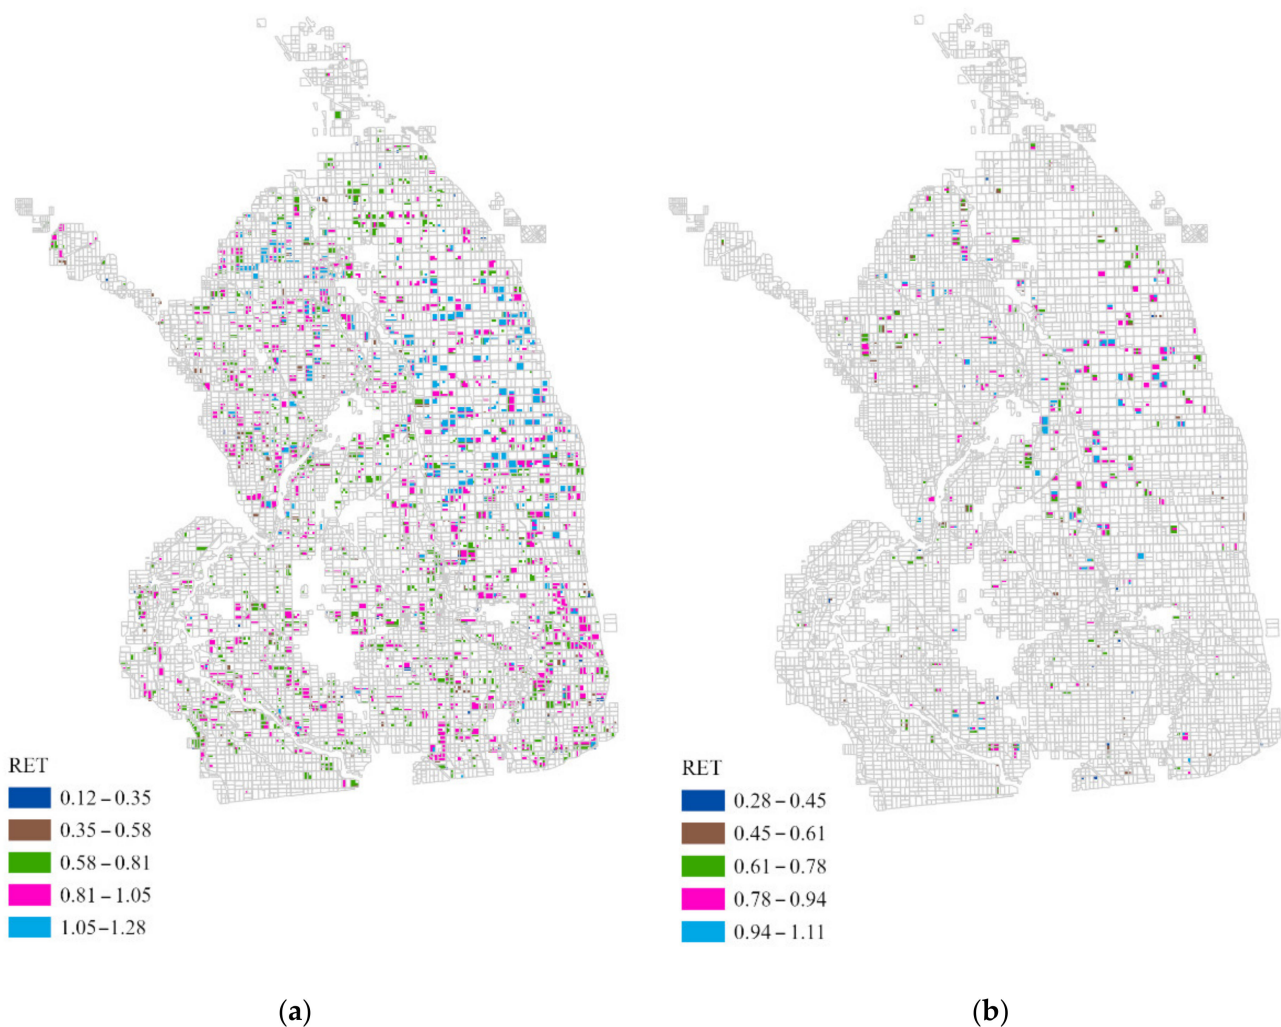 RET
0.12 – 0.35
0.35 – 0.58
0.58 – 0.81
0.81 – 1.05
1.05–1.28
RET
0.28 – 0.45
0.45 – 0.61
0.61 – 0.78
0.78 – 0.94
0.94 – 1.11
(a)
(b)